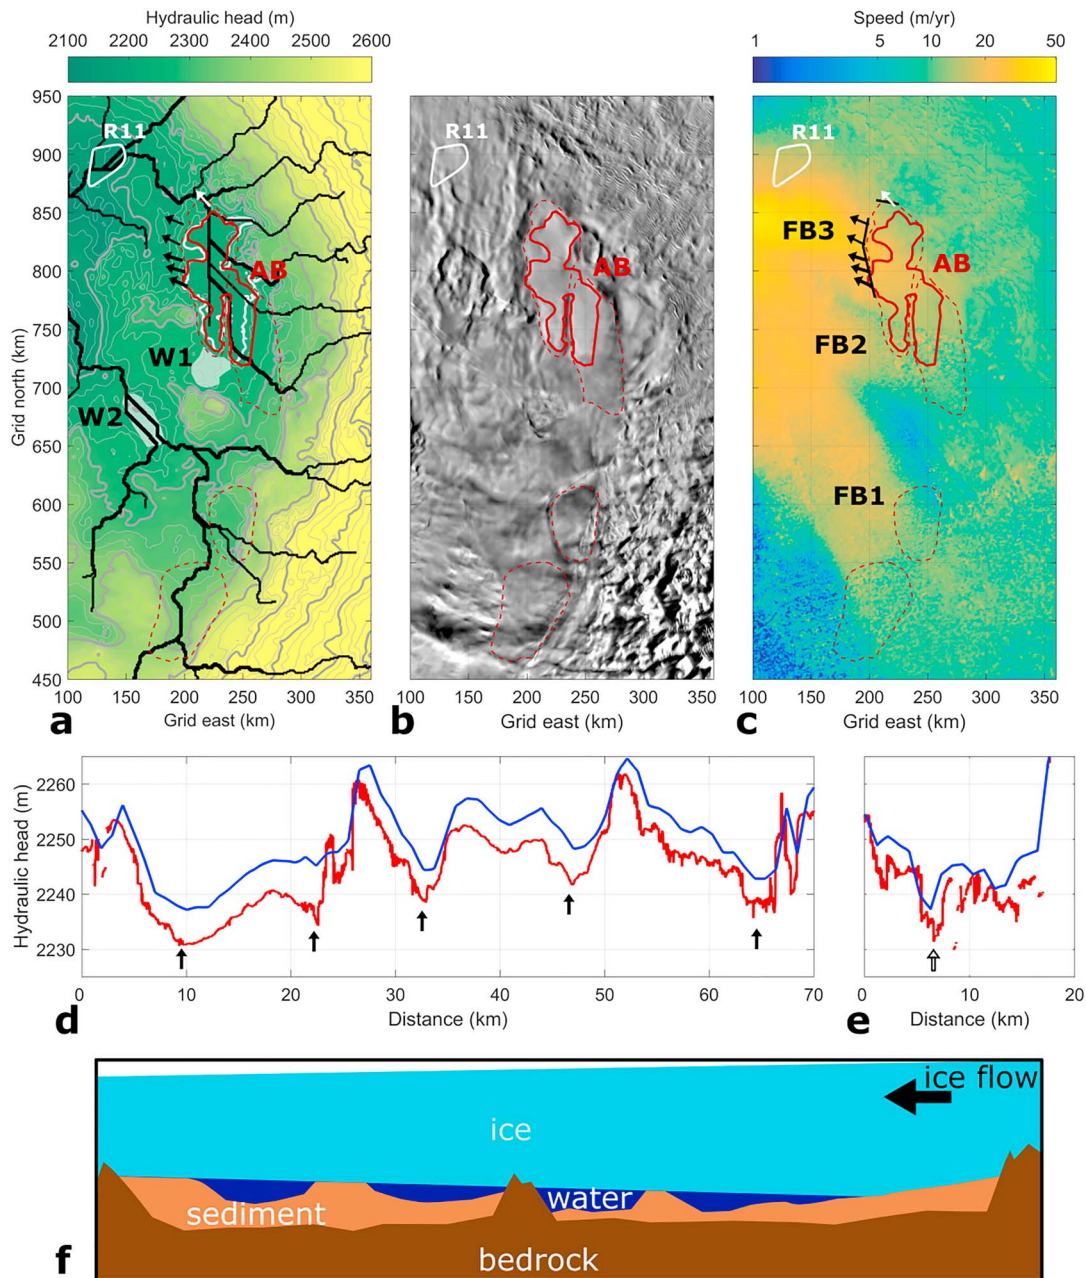 Hydraulic head (m)
2100 2200 2300 2400 2500 2600
Speed (m/yr)
1 5 10 20 50
Grid north (km)
950
900
850
800
750
700
650
600
550
500
450
R11
AB
W1
W2
100 150 200 250 300 350
Grid east (km)
a
R11
AB
100 150 200 250 300 350
Grid east (km)
b
R11
FB3
AB
FB2
FB1
100 150 200 250 300 350
Grid east (km)
c
Hydraulic head (m)
2260
2250
2240
2230
0 10 20 30 40 50 60 70
Distance (km)
d
0 10 20
Distance (km)
e
ice flow
ice
water
sediment
bedrock
f